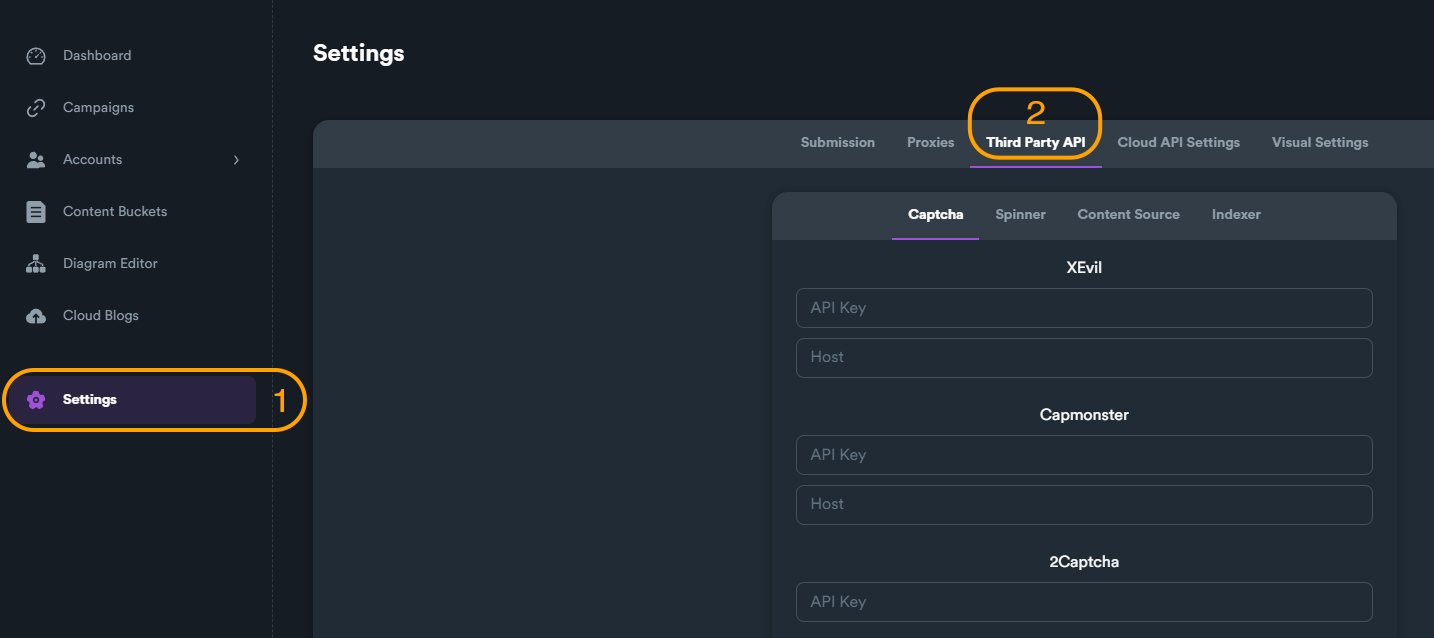 Dashboard
Campaigns
Accounts
Content Buckets
Diagram Editor
Cloud Blogs
Settings
1
Settings
2
Submission Proxies Third Party API Cloud API Settings Visual Settings
Captcha Spinner Content Source Indexer
XEvil
API Key
Host
Capmonster
API Key
Host
2Captcha
API Key